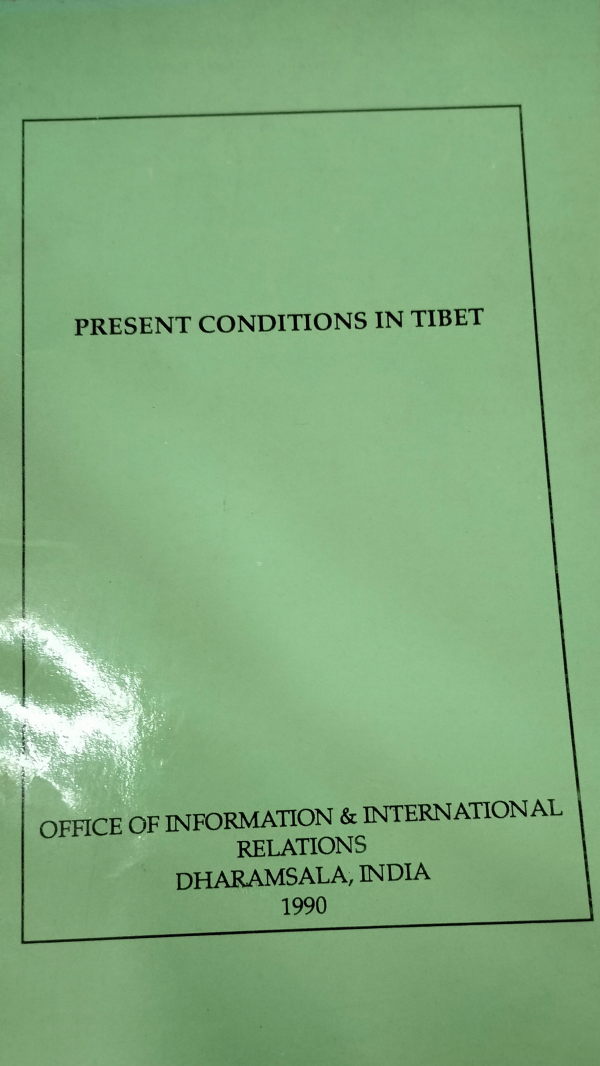 PRESENT CONDITIONS IN TIBET
OFFICE OF INFORMATION & INTERNATIONAL
RELATIONS
DHARAMSALA, INDIA
1990